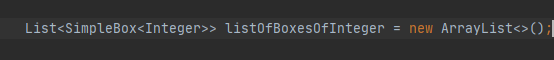 List<SimpleBox<Integer>> listOfBoxesOfInteger = new ArrayList<>();